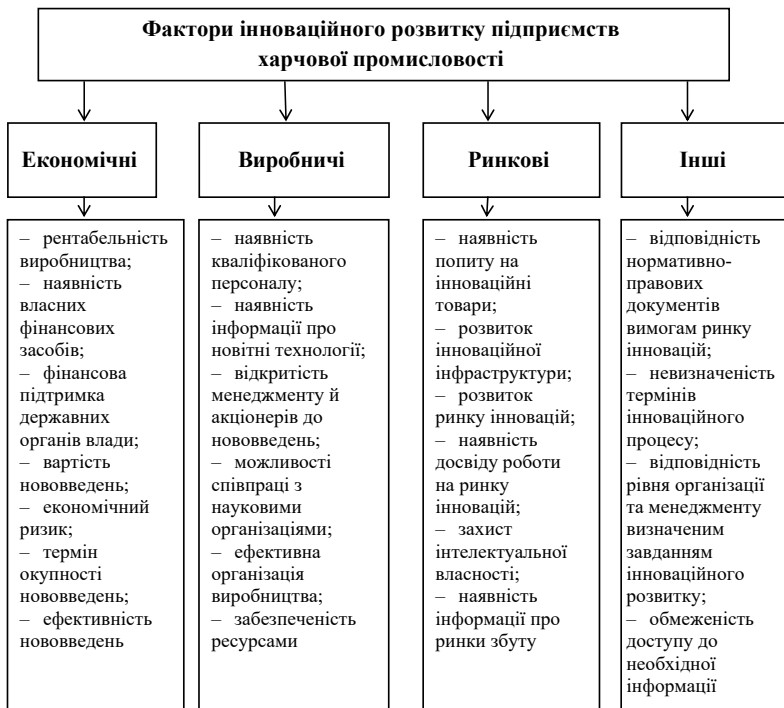 Фактори інноваційного розвитку підприємств
харчової промисловості
Економічні
Виробничі
Ринкові
Інші
– рентабельність
виробництва;
– наявність
власних
фінансових
засобів;
– фінансова
підтримка
державних
органів влади;
– вартість
нововведень;
– економічний
ризик;
– термін
окупності
нововведень;
– ефективність
нововведень
– наявність
кваліфікованого
персоналу;
– наявність
інформації про
новітні технології;
– відкритість
менеджменту й
акціонерів до
нововведень;
– можливості
співпраці з
науковими
організаціями;
– ефективна
організація
виробництва;
– забезпеченість
ресурсами
– наявність
попиту на
інноваційні
товари;
– розвиток
інноваційної
інфраструктури;
– розвиток
ринку інновацій;
– наявність
досвіду роботи
на ринку
інновацій;
– захист
інтелектуальної
власності;
– наявність
інформації про
ринки збуту
– відповідність
нормативно-
правових
документів
вимогам ринку
інновацій;
– невизначеність
термінів
інноваційного
процесу;
– відповідність
рівня організації
та менеджменту
визначеним
завданням
інноваційного
розвитку;
– обмеженість
доступу до
необхідної
інформації